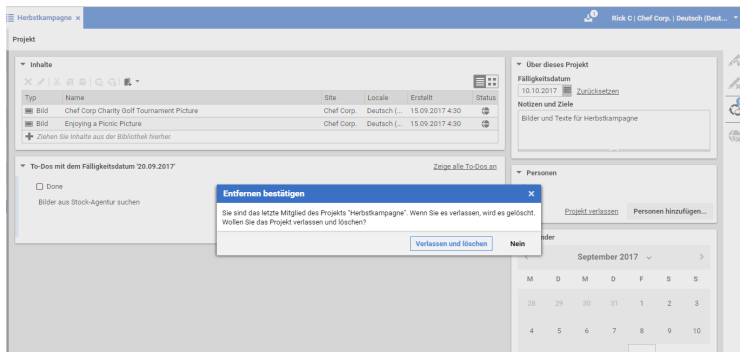 Herbstkampagne ×
0
Rick C | Chef Corp. | Deutsch (Deut...
Projekt
Inhalte
Typ Name Site Locale Erstellt Status
Bild Chef Corp Charity Golf Tournament Picture Chef Corp. Deutsch (... 15.09.2017 4:30
Bild Enjoying a Picnic Picture Chef Corp. Deutsch (... 15.09.2017 4:30
Ziehen Sie Inhalte aus der Bibliothek hierher.
To-Dos mit dem Fälligkeitsdatum '20.09.2017' Zeige alle To-Dos an
Done
Bilder aus Stock-Agentur suchen
Über dieses Projekt
Fälligkeitsdatum
10.10.2017 Zurücksetzen
Notizen und Ziele
Bilder und Texte für Herbstkampagne
Personen
Projekt verlassen Personen hinzufügen...
Entfernen bestätigen ×
Sie sind das letzte Mitglied des Projekts "Herbstkampagne". Wenn Sie es verlassen, wird es gelöscht.
Wollen Sie das Projekt verlassen und löschen?
Verlassen und löschen Nein
September 2017
M D M D F S S
28 29 30 31 1 2 3
4 5 6 7 8 9 10